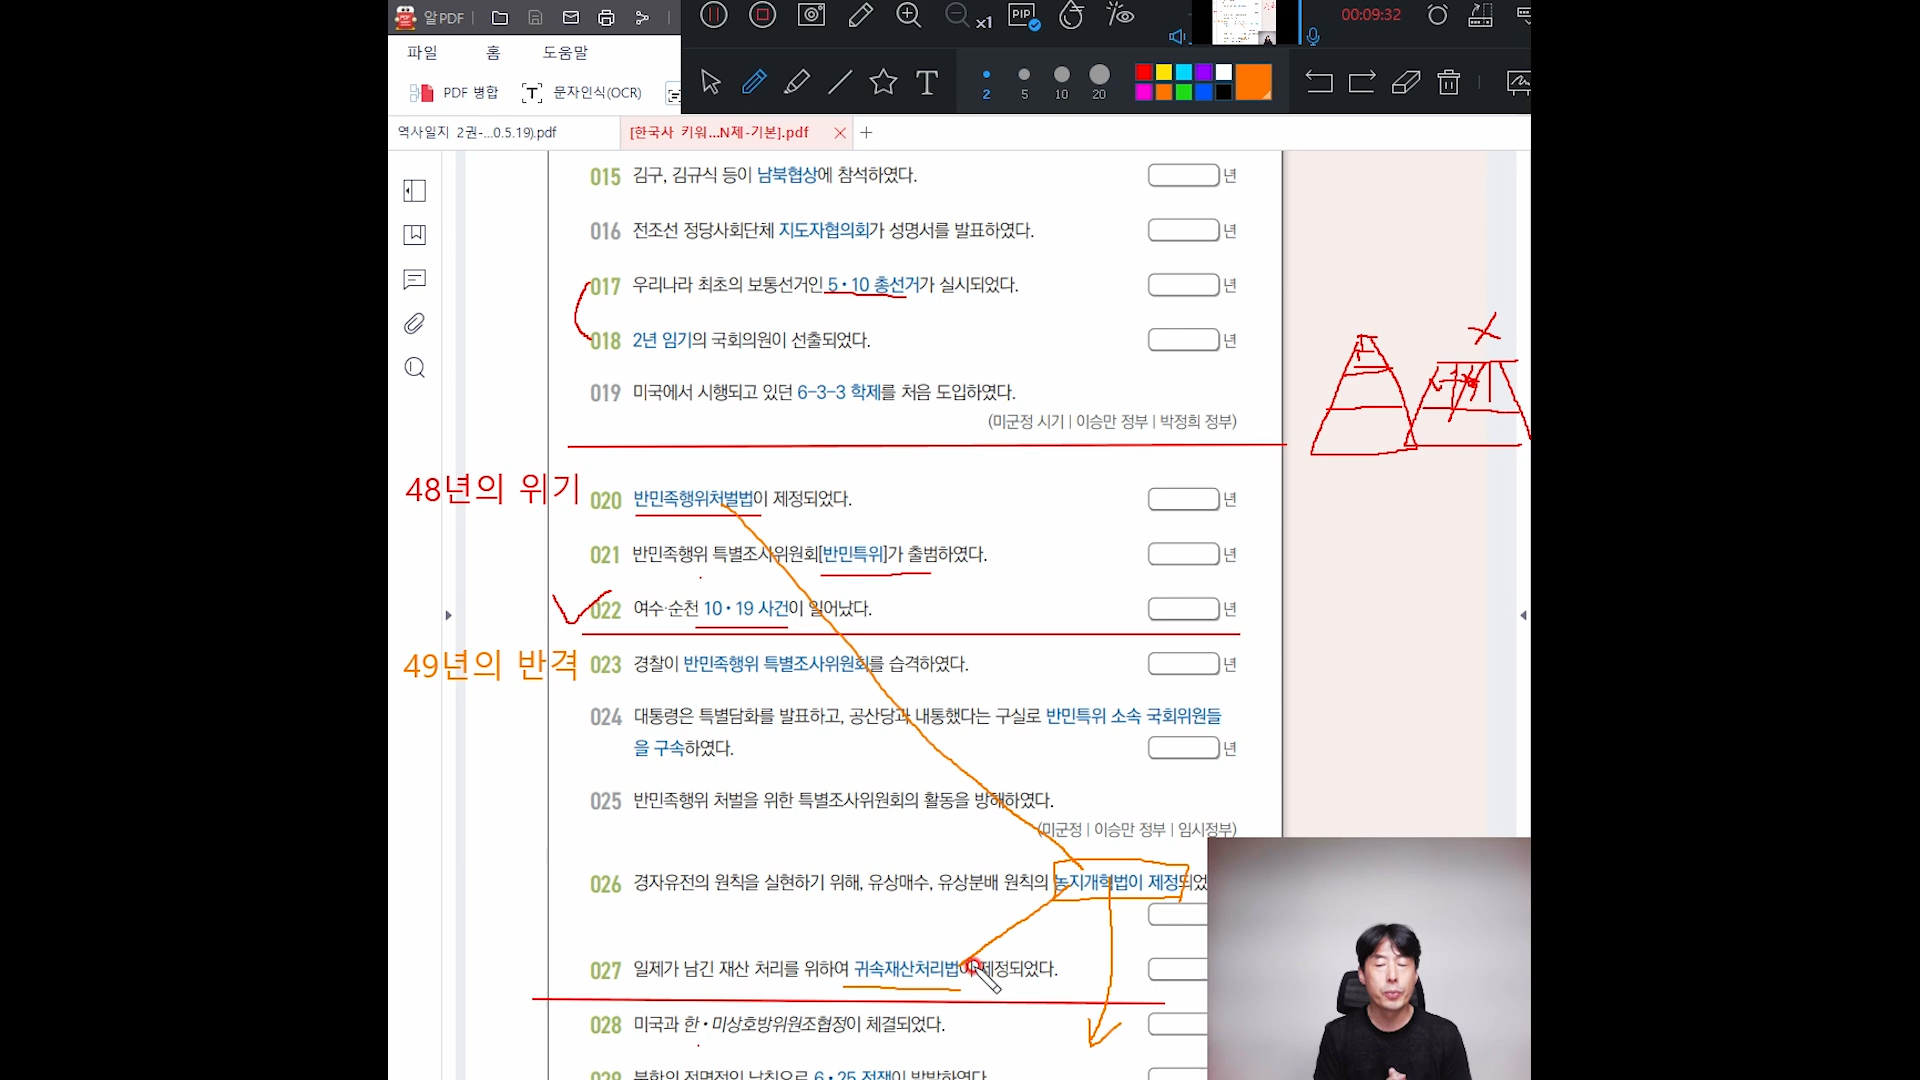 알PDF
x1
PIP
00:09:32
파일 홈 도움말
PDF 병합 문자인식(OCR)
2 5 10 20
역사일지 2권-...0.5.19).pdf
[한국사 키워...N제-기본].pdf
015 김구, 김규식 등이 남북협상에 참석하였다. 년
016 전조선 정당사회단체 지도자협의회가 성명서를 발표하였다. 년
017 우리나라 최초의 보통선거인 5·10 총선거가 실시되었다. 년
018 2년 임기의 국회의원이 선출되었다. 년
019 미국에서 시행되고 있던 6-3-3 학제를 처음 도입하였다.
(미군정 시기 | 이승만 정부 | 박정희 정부)
48년의 위기
020 반민족행위처벌법이 제정되었다. 년
021 반민족행위 특별조사위원회[반민특위]가 출범하였다. 년
022 여수·순천 10·19 사건이 일어났다. 년
49년의 반격
023 경찰이 반민족행위 특별조사위원회를 습격하였다. 년
024 대통령은 특별담화를 발표하고, 공산당과 내통했다는 구실로 반민특위 소속 국회위원들
을 구속하였다. 년
025 반민족행위 처벌을 위한 특별조사위원회의 활동을 방해하였다.
(미군정 | 이승만 정부 | 임시정부)
026 경자유전의 원칙을 실현하기 위해, 유상매수, 유상분배 원칙의 농지개혁법이 제정되었
027 일제가 남긴 재산 처리를 위하여 귀속재산처리법이 제정되었다.
028 미국과 한·미상호방위원조협정이 체결되었다.
029 북한의 전면적인 남침으로 6·25 전쟁이 발발하였다.